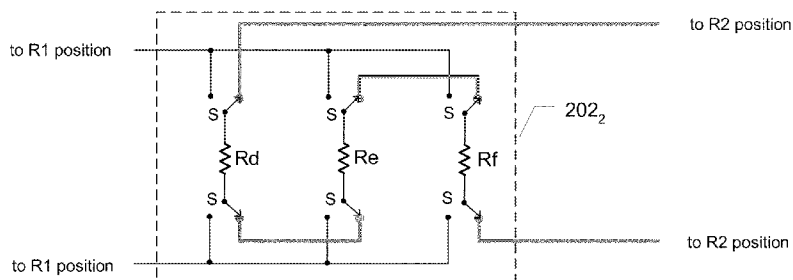 to R2 position
to R1 position
S S S
202₂
Rd Re Rf
S S S
to R2 position
to R1 position